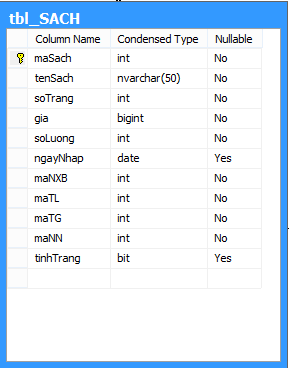 tbl_SACH
Column Name Condensed Type Nullable
maSach int No
tenSach nvarchar(50) No
soTrang int No
gia bigint No
soLuong int No
ngayNhap date Yes
maNXB int No
maTL int No
maTG int No
maNN int No
tinhTrang bit Yes